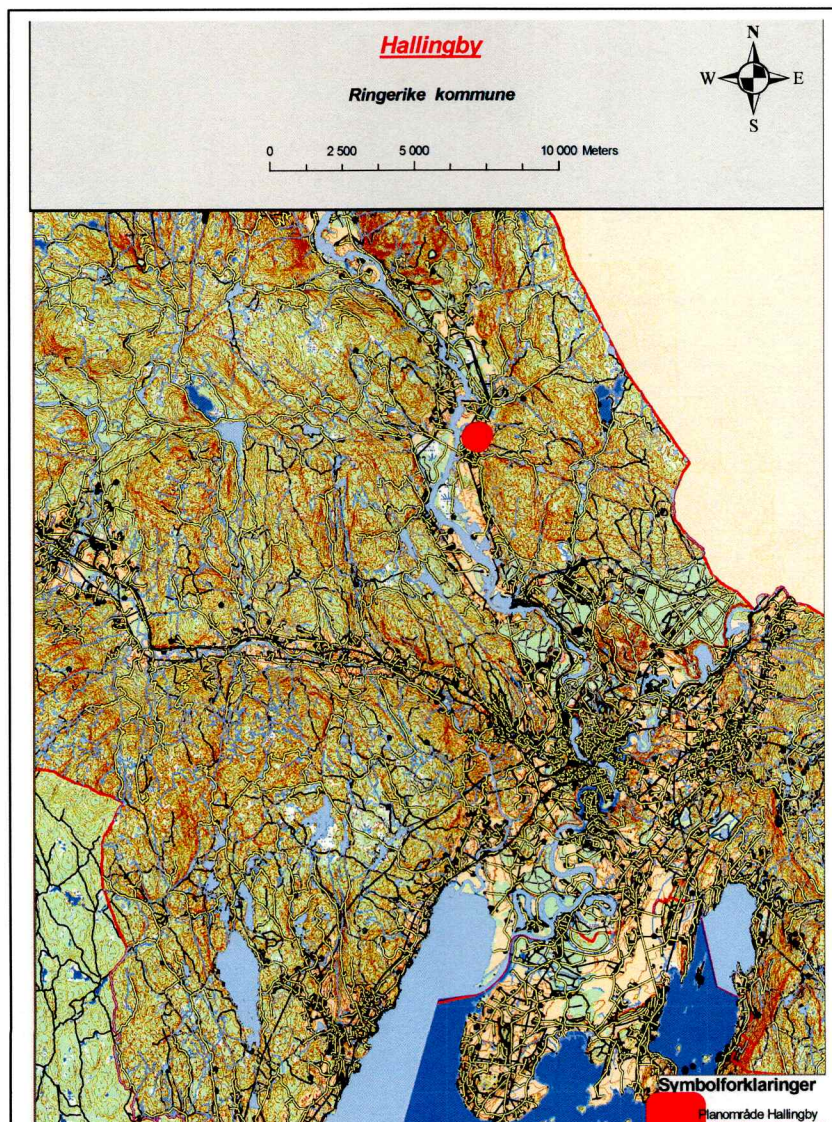 Hallingby
Ringerike kommune
N
W E
S
0 2 500 5 000 10 000 Meters
Symbolforklaringer
Planområde Hallingby